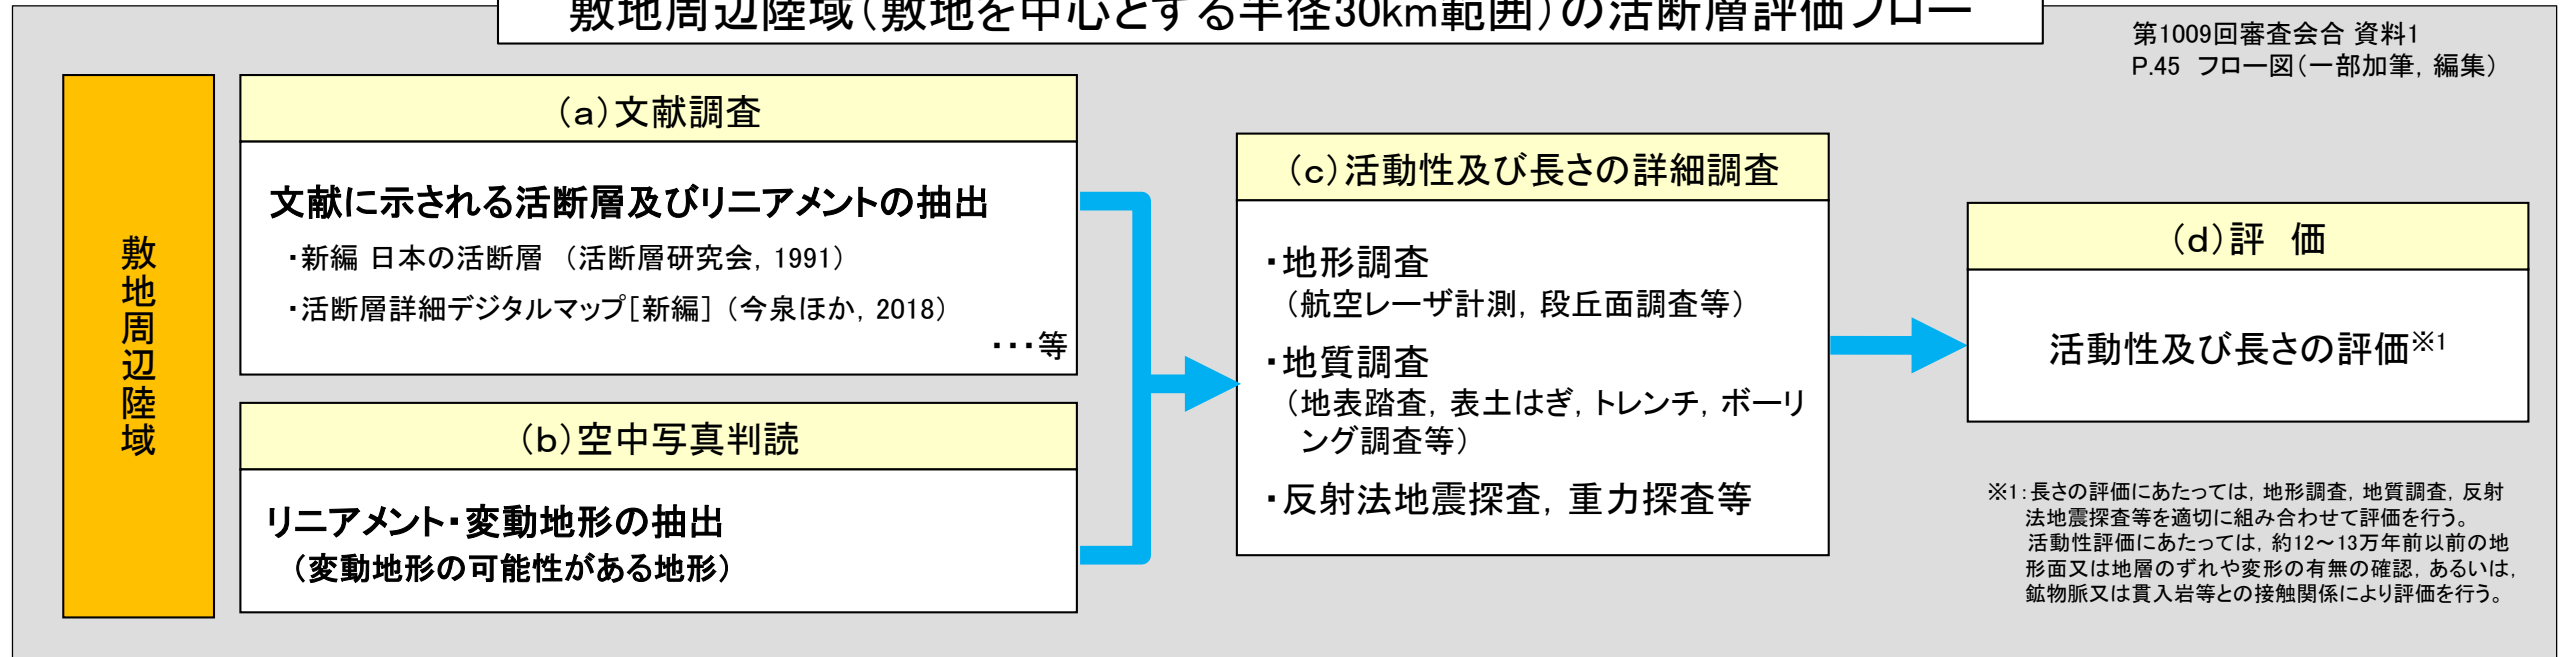 敷地周辺陸域(敷地を中心とする半径30km範囲)の活断層評価フロー
第1009回審査会合 資料1
P.45 フロー図(一部加筆, 編集)
敷地周辺陸域
(a)文献調査
文献に示される活断層及びリニアメントの抽出
・新編 日本の活断層 (活断層研究会, 1991)
・活断層詳細デジタルマップ[新編] (今泉ほか, 2018)
・・・等
(b)空中写真判読
リニアメント・変動地形の抽出
(変動地形の可能性がある地形)
(c)活動性及び長さの詳細調査
・地形調査
(航空レーザ計測, 段丘面調査等)
・地質調査
(地表踏査, 表土はぎ, トレンチ, ボーリ
ング調査等)
・反射法地震探査, 重力探査等
(d)評 価
活動性及び長さの評価※1
※1:長さの評価にあたっては, 地形調査, 地質調査, 反射
法地震探査等を適切に組み合わせて評価を行う。
活動性評価にあたっては, 約12~13万年前以前の地
形面又は地層のずれや変形の有無の確認, あるいは,
鉱物脈又は貫入岩等との接触関係により評価を行う。